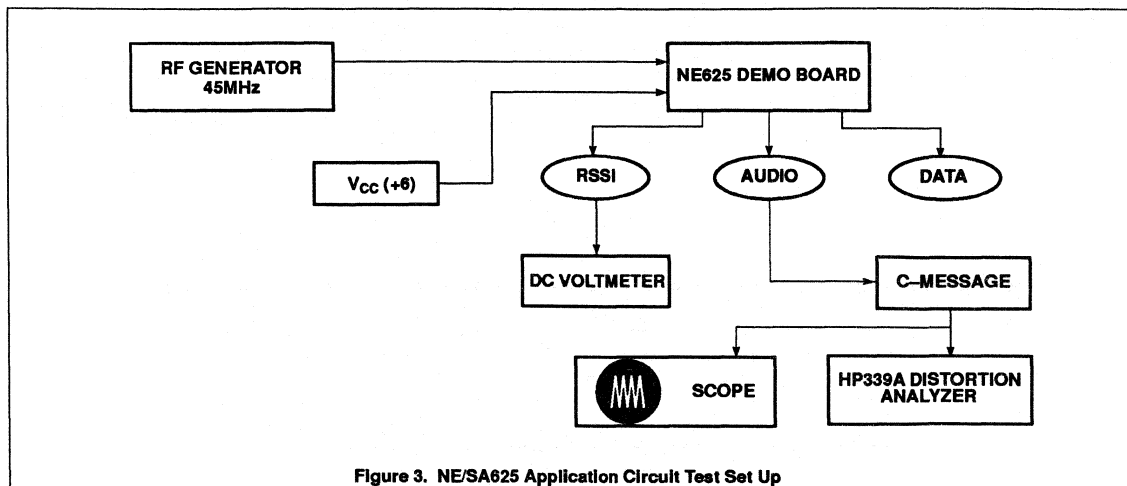 RF GENERATOR
45MHz
NE625 DEMO BOARD
VCC (+6)
RSSI
AUDIO
DATA
DC VOLTMETER
C–MESSAGE
SCOPE
HP339A DISTORTION
ANALYZER
Figure 3. NE/SA625 Application Circuit Test Set Up